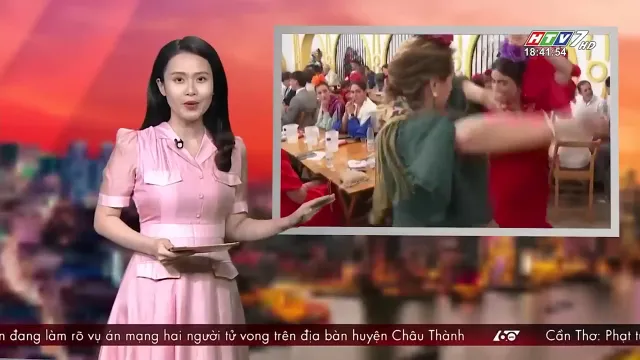 HTV7 HD
18:41:54
n đang làm rõ vụ án mạng hai người tử vong trên địa bàn huyện Châu Thành 60 Cần Thơ: Phạt t